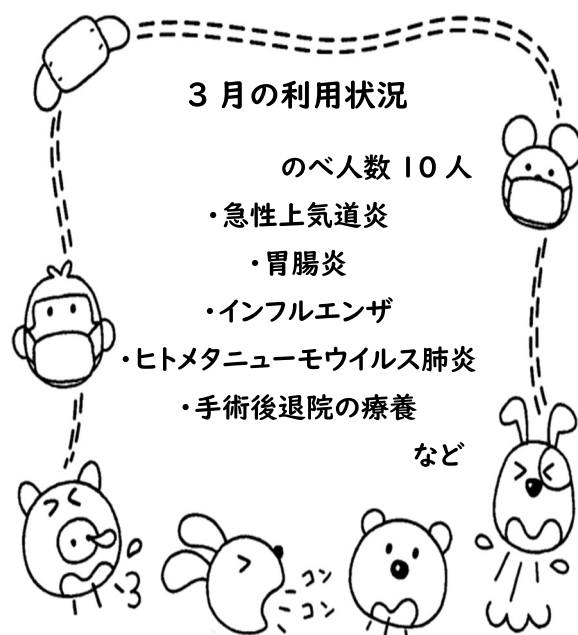 ３月の利用状況
のべ人数１０人
・急性上気道炎
・胃腸炎
・インフルエンザ
・ヒトメタニューモウイルス肺炎
・手術後退院の療養
など
コン
コン